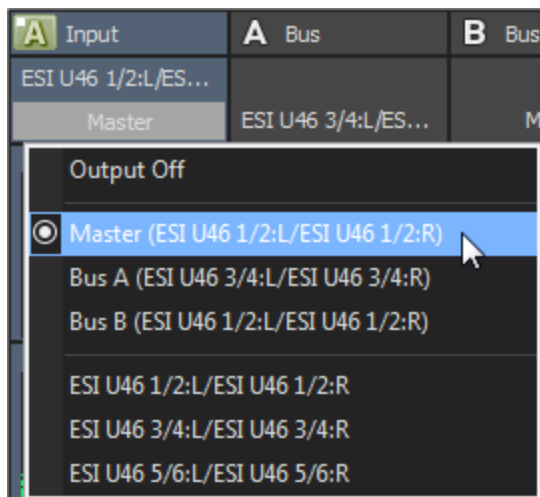 A Input
A Bus
B Bus
ESI U46 1/2:L/ES...
Master
ESI U46 3/4:L/ES...
M
Output Off
Master (ESI U46 1/2:L/ESI U46 1/2:R)
Bus A (ESI U46 3/4:L/ESI U46 3/4:R)
Bus B (ESI U46 1/2:L/ESI U46 1/2:R)
ESI U46 1/2:L/ESI U46 1/2:R
ESI U46 3/4:L/ESI U46 3/4:R
ESI U46 5/6:L/ESI U46 5/6:R